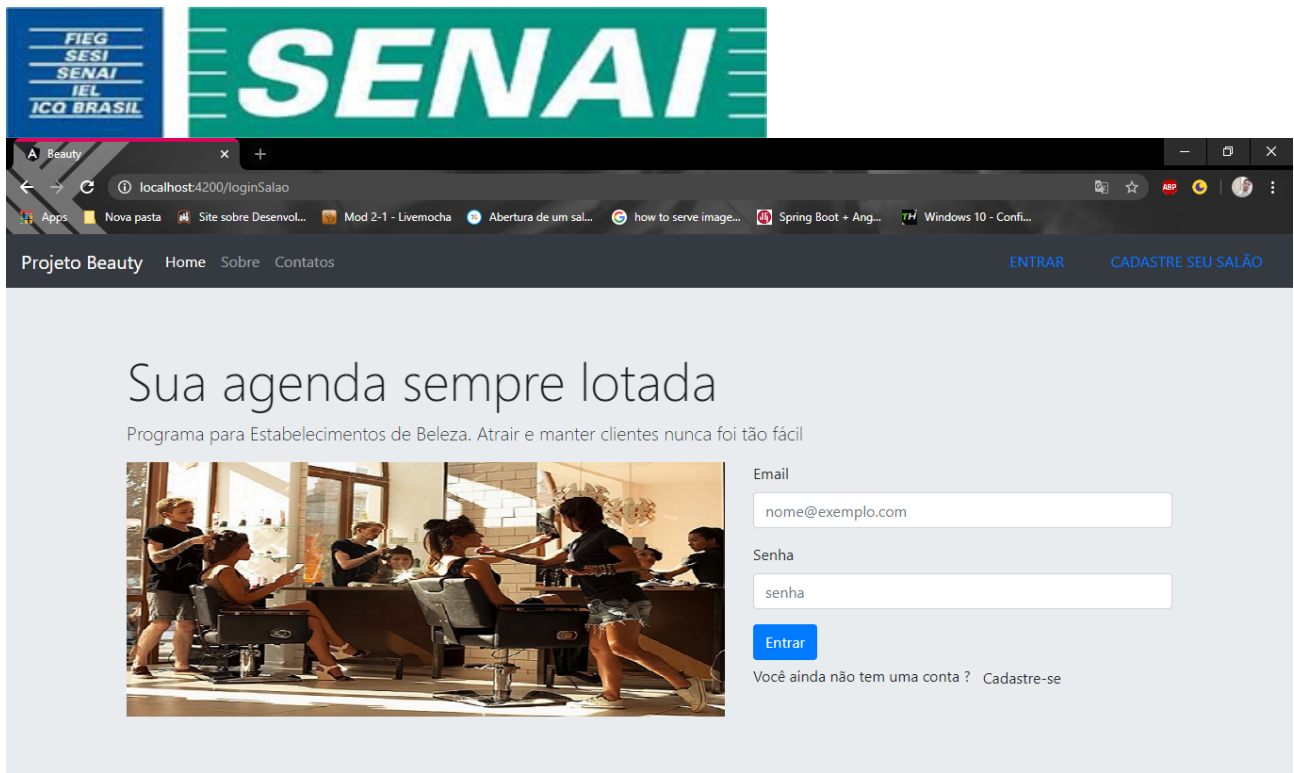 FIEG
SESI
SENAI
IEL
ICQ BRASIL
SENAI
Beauty
localhost:4200/loginSalao
ABP
Apps Nova pasta Site sobre Desenvol... Mod 2-1 - Livemocha Abertura de um sal... how to serve image... Spring Boot + Ang... TH Windows 10 - Confi...
Projeto Beauty Home Sobre Contatos ENTRAR CADASTRE SEU SALÃO
Sua agenda sempre lotada
Programa para Estabelecimentos de Beleza. Atrair e manter clientes nunca foi tão fácil
Email
nome@exemplo.com
Senha
senha
Entrar
Você ainda não tem uma conta ? Cadastre-se